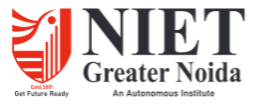 NIET
Greater Noida
Estd.2001
Get Future Ready
An Autonomous Institute